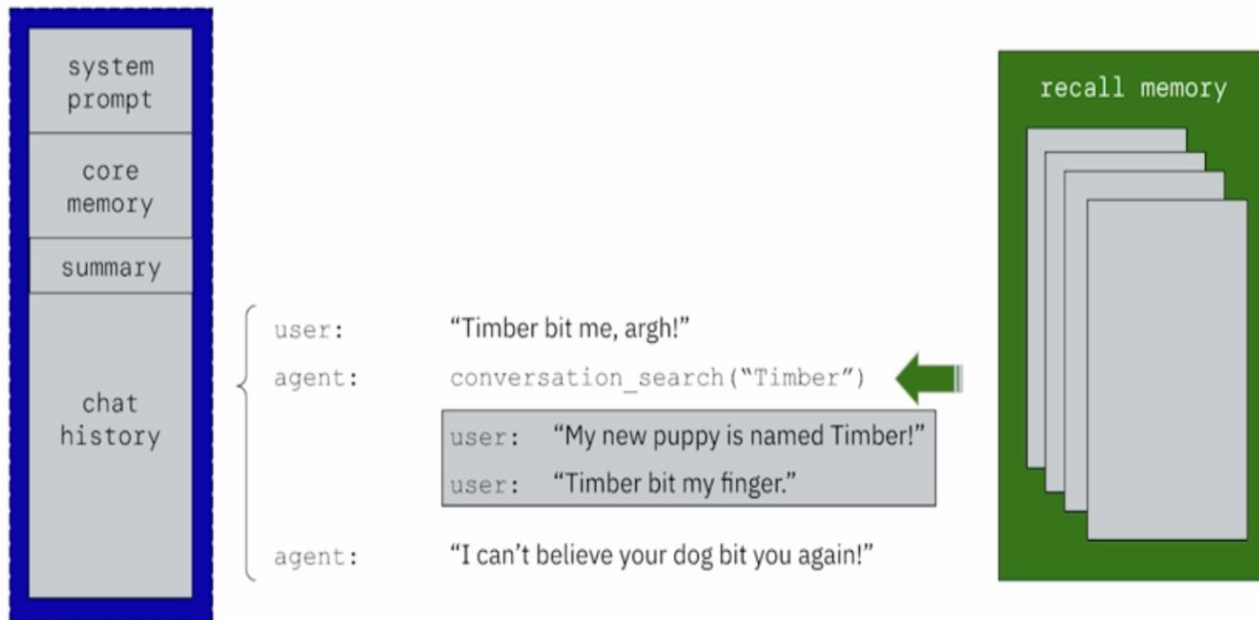 system
prompt
core
memory
summary
chat
history
user: “Timber bit me, argh!”
agent: conversation_search(“Timber”)
user: “My new puppy is named Timber!”
user: “Timber bit my finger.”
agent: “I can’t believe your dog bit you again!”
recall memory